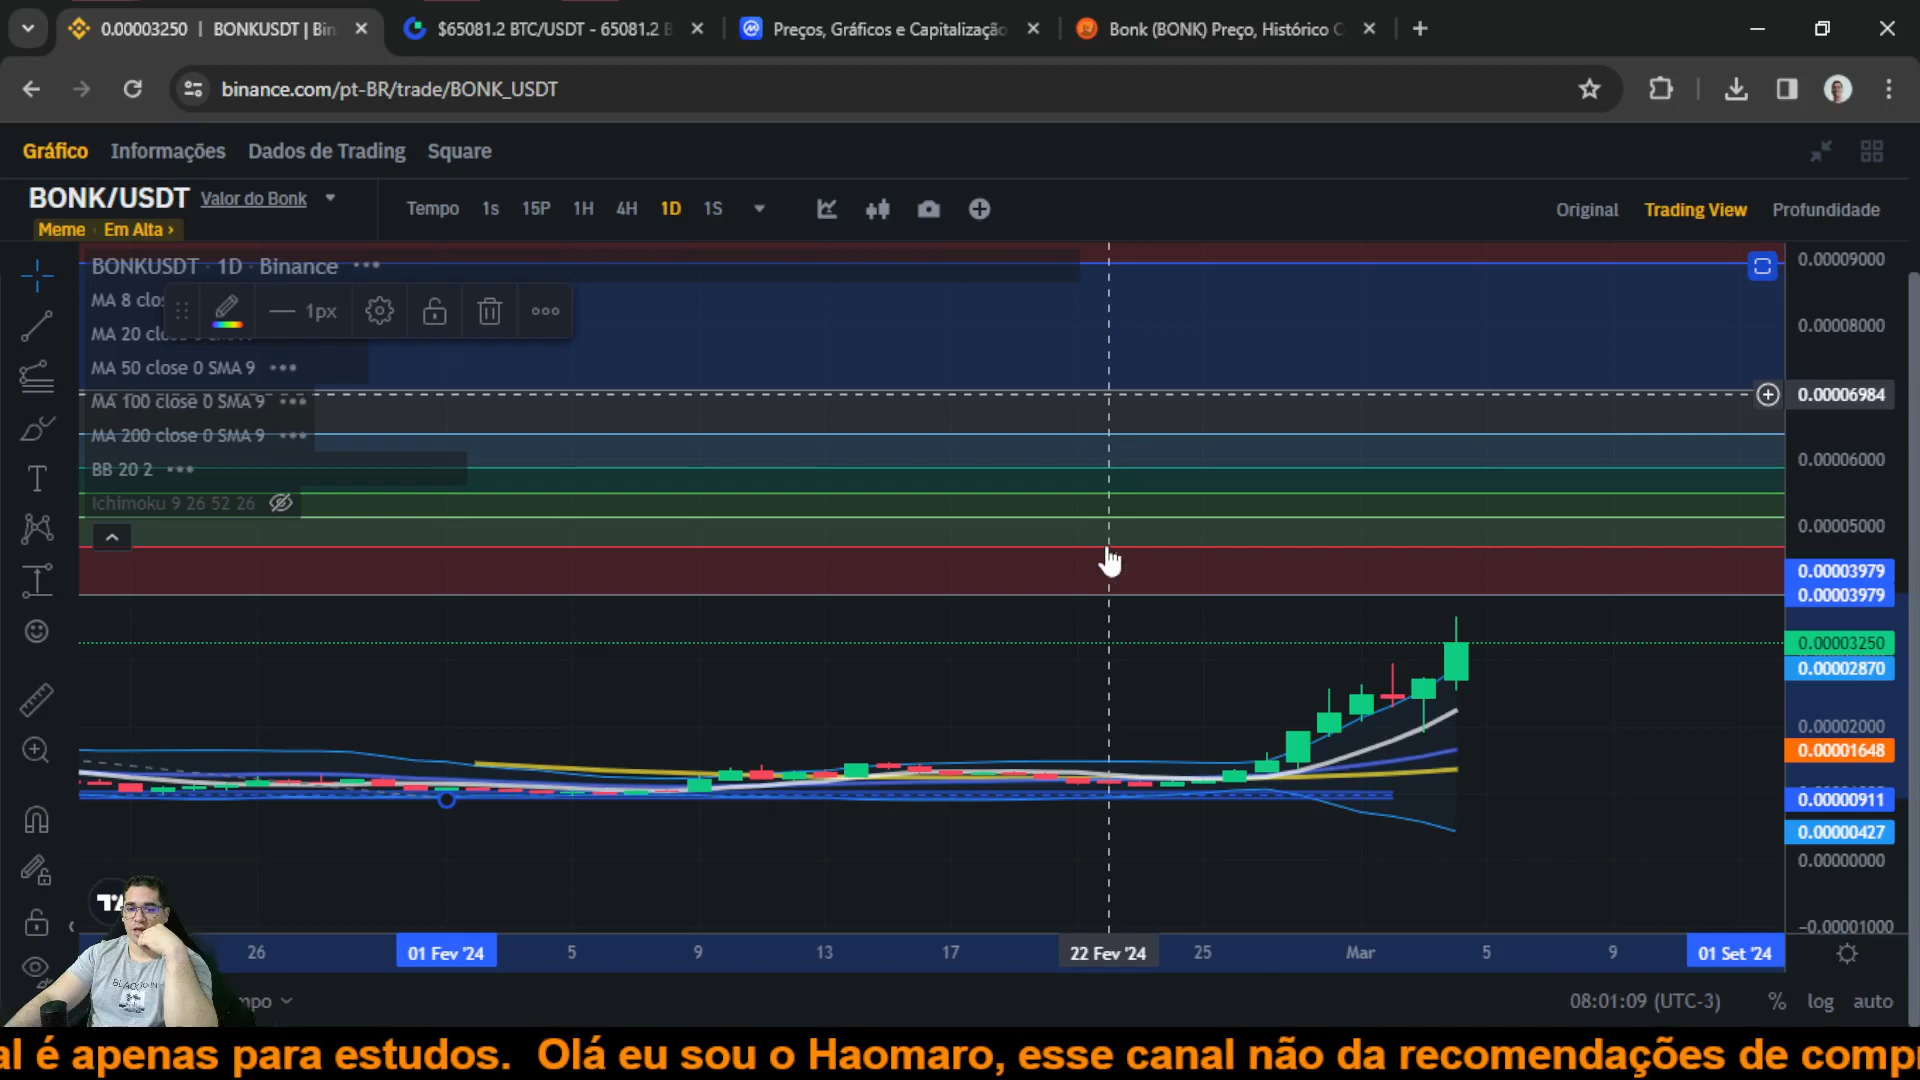 0.00003250 | BONKUSDT | Bin
$65081.2 BTC/USDT - 65081.2 B
Preços, Gráficos e Capitalização
Bonk (BONK) Preço, Histórico C
binance.com/pt-BR/trade/BONK_USDT
Gráfico Informações Dados de Trading Square
BONK/USDT Valor do Bonk
Meme Em Alta ›
Tempo 1s 15P 1H 4H 1D 1S
Original Trading View Profundidade
BONKUSDT · 1D · Binance
MA 8 clos
1px
MA 20 clo
MA 50 close 0 SMA 9
MA 100 close 0 SMA 9
MA 200 close 0 SMA 9
BB 20 2
Ichimoku 9 26 52 26
0.00009000
0.00008000
0.00006984
0.00006000
0.00005000
0.00003979
0.00003979
0.00003250
0.00002870
0.00002000
0.00001648
0.00000911
0.00000427
0.00000000
-0.00001000
26 01 Fev '24 5 9 13 17 22 Fev '24 25 Mar 5 9 01 Set '24
mpo
08:01:09 (UTC-3) % log auto
al é apenas para estudos. Olá eu sou o Haomaro, esse canal não da recomendações de comp